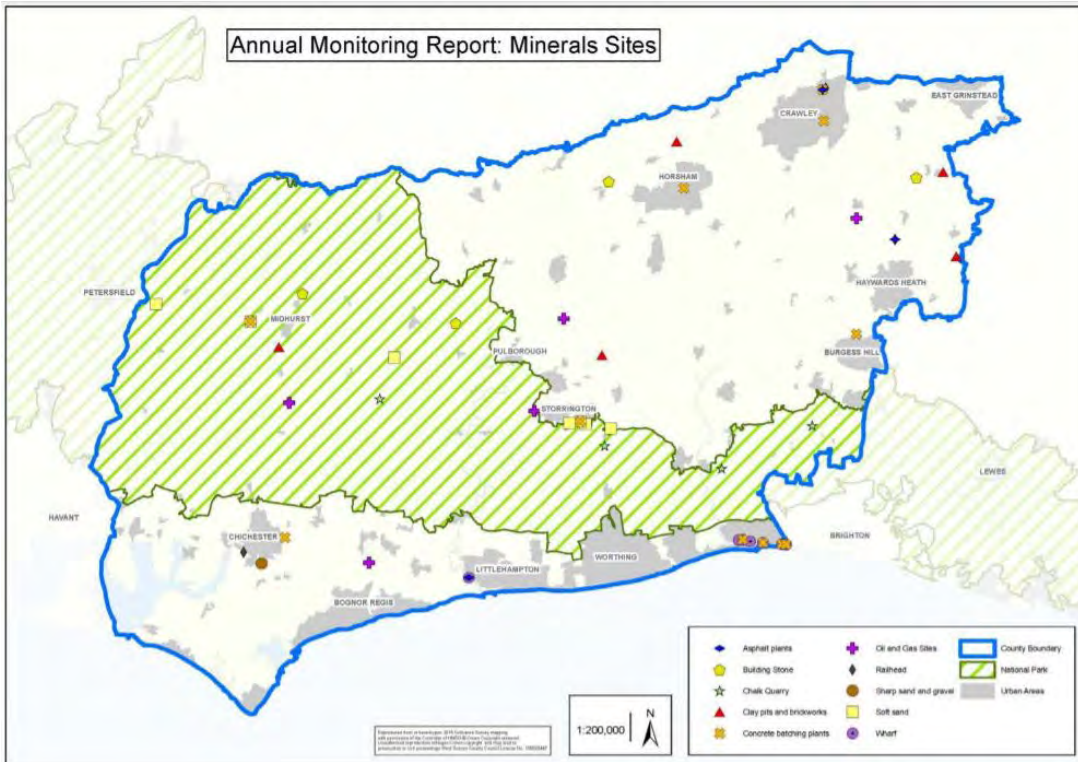 Annual Monitoring Report: Minerals Sites
EAST GRINSTEAD
CRAWLEY
HORSHAM
HAYWARDS HEATH
PETERSFIELD
MIDHURST
PULBOROUGH
BURGESS HILL
STORRINGTON
LEWES
HAVANT
CHICHESTER
BRIGHTON
WORTHING
LITTLEHAMPTON
BOGNOR REGIS
Asphalt plants
Building Stone
Chalk Quarry
Clay pits and brickworks
Concrete batching plants
Oil and Gas Sites
Railhead
Sharp sand and gravel
Soft sand
Wharf
County Boundary
National Park
Urban Areas
1:200,000
N